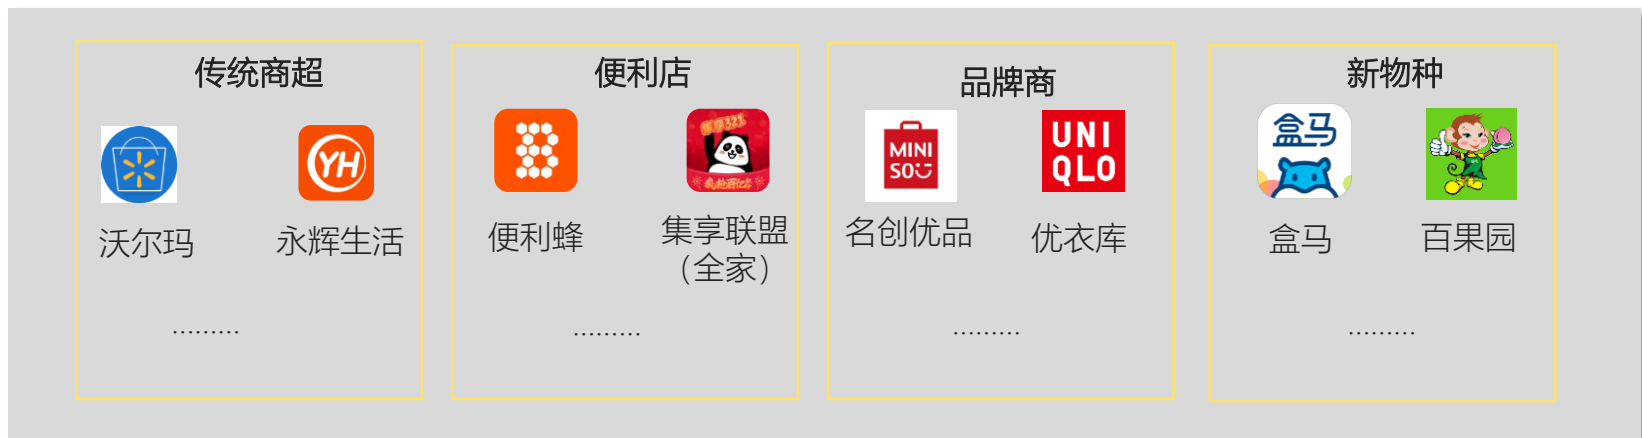 传统商超
YH
沃尔玛
永辉生活
.........
便利店
便利蜂
集享联盟
（全家）
.........
品牌商
MINI
SO
UNI
QLO
名创优品
优衣库
.........
新物种
盒马
盒马
百果园
.........